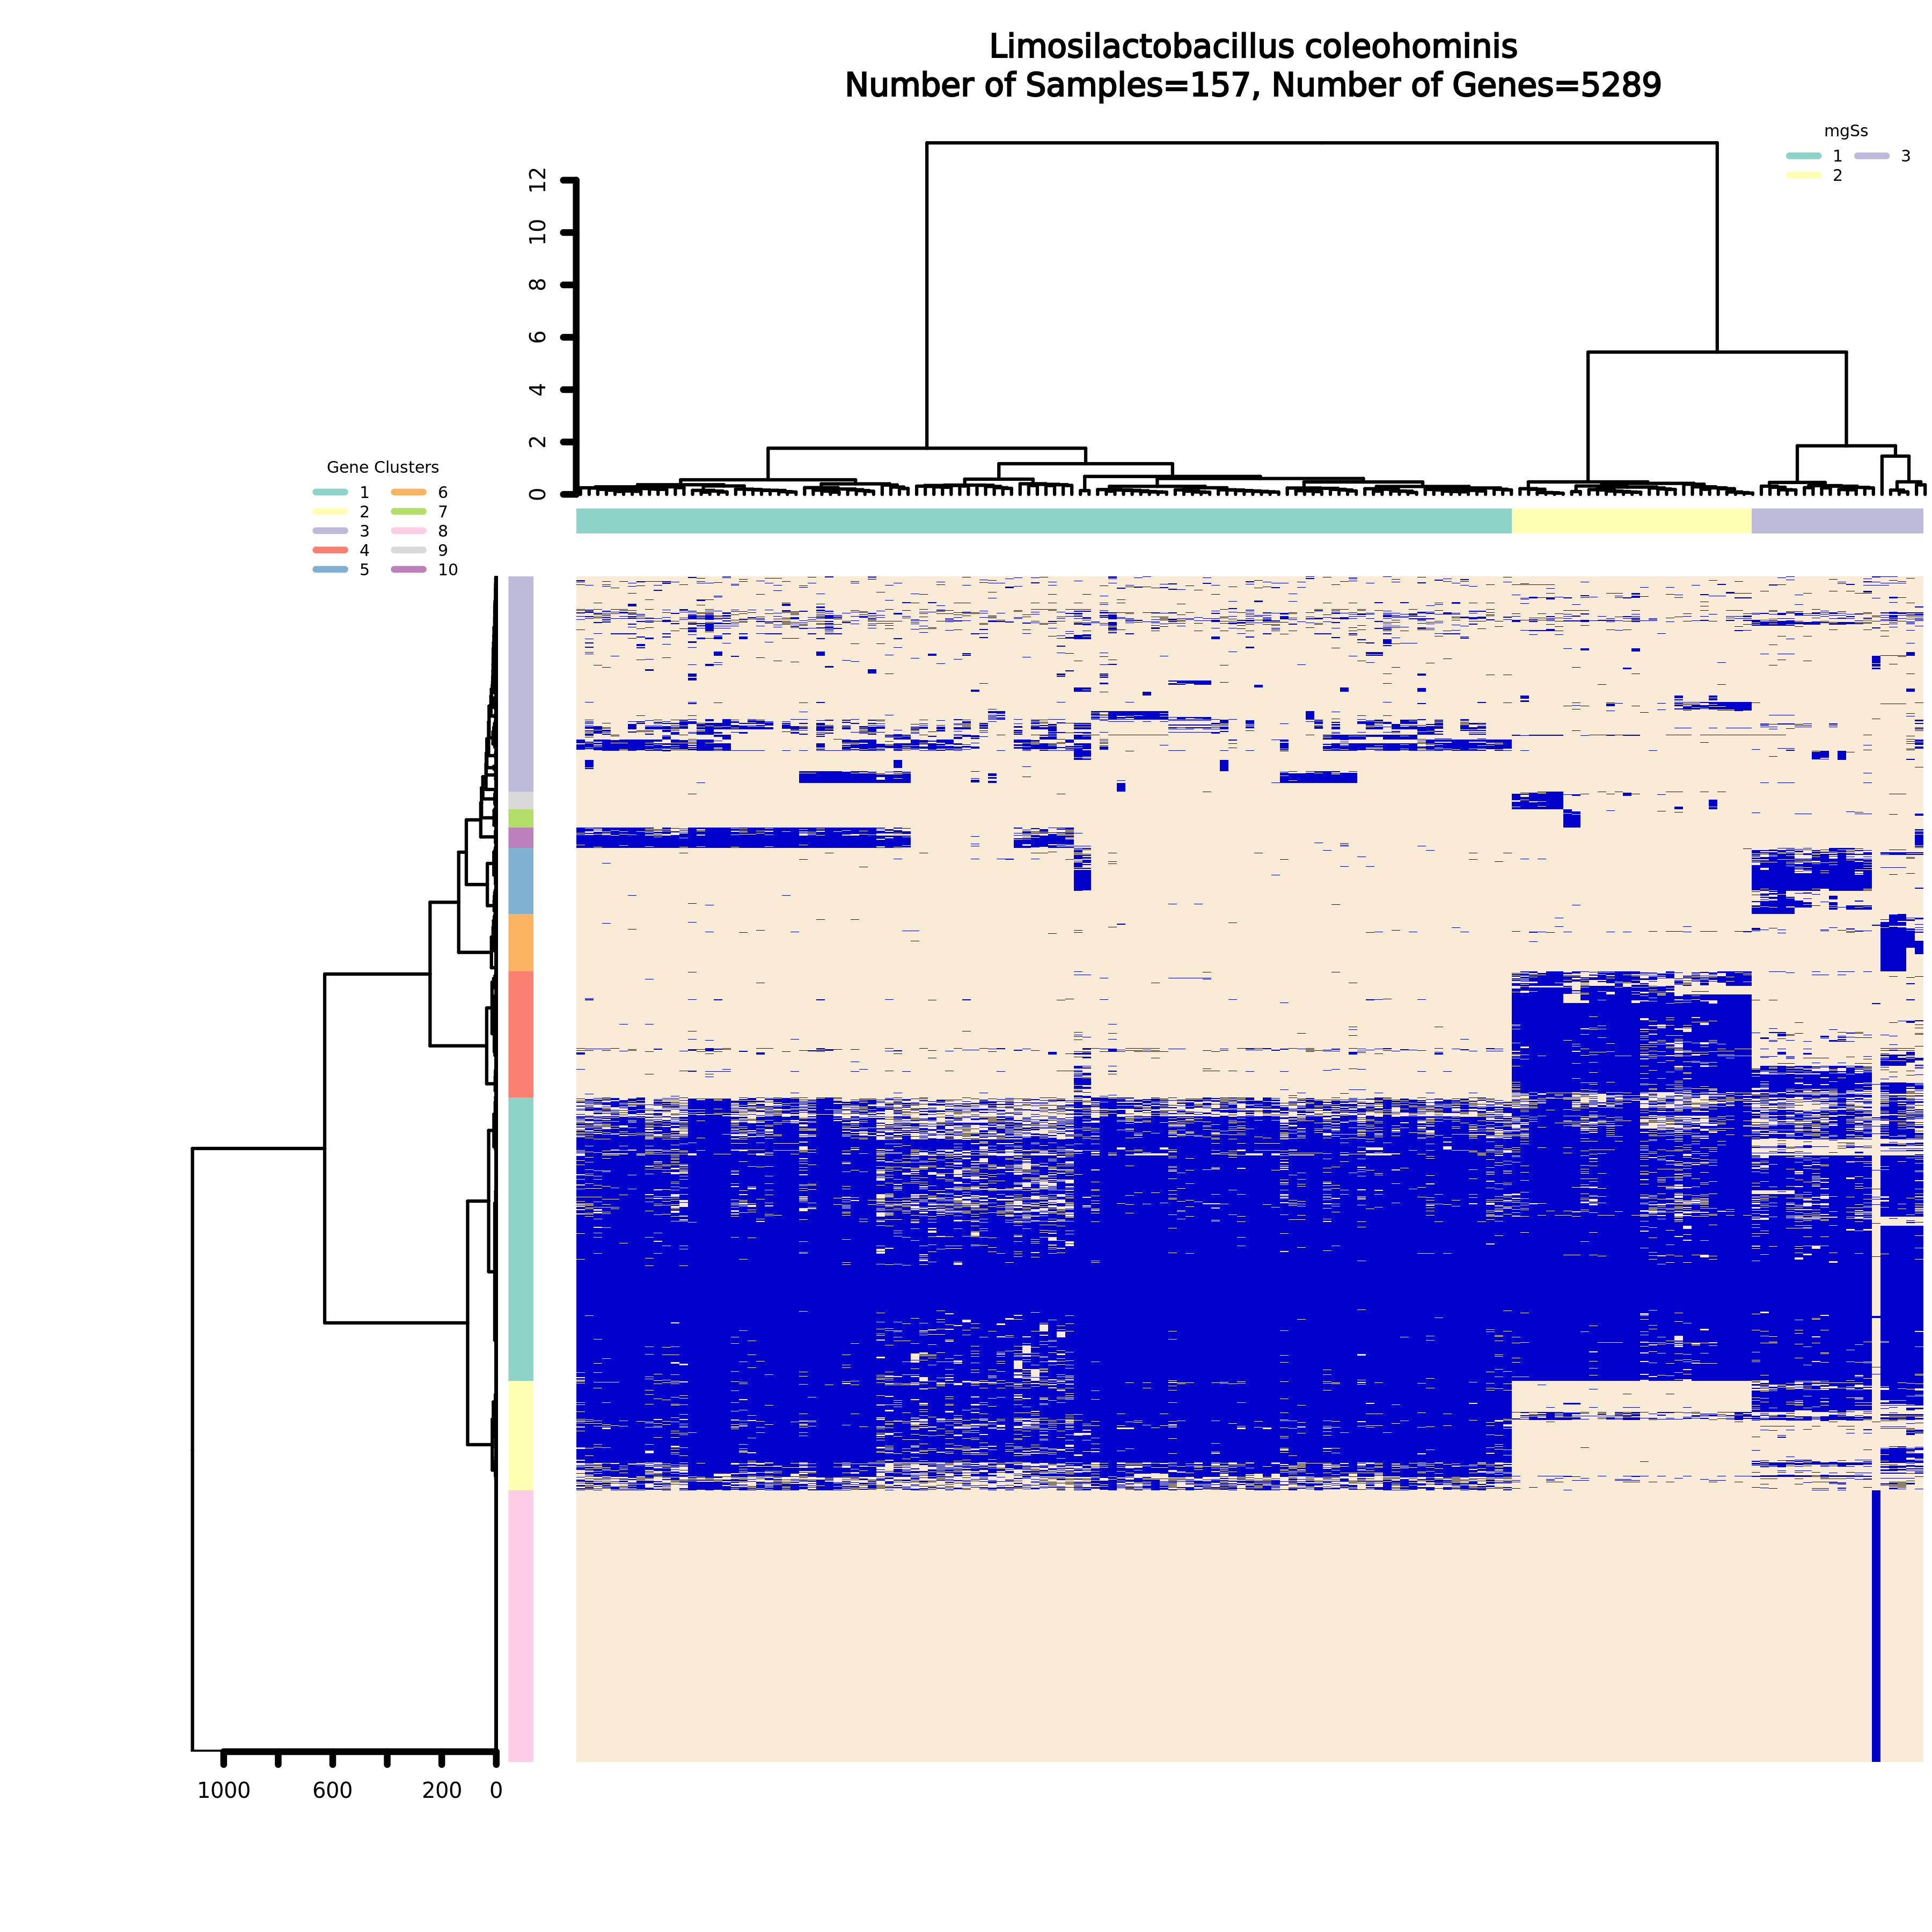 Limosilactobacillus coleohominis
Number of Samples=157, Number of Genes=5289
mgSs
1 3
2
12
10
8
6
4
2
0
Gene Clusters
1 6
2 7
3 8
4 9
5 10
1000 600 200 0